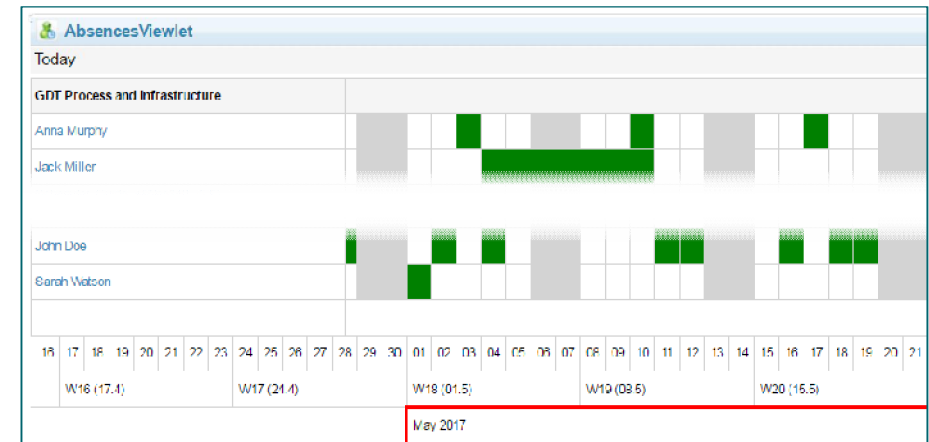 AbsencesViewlet
Today
GDT Process and Infrastructure
Anna Murphy
Jack Miller
John Doe
Sarah Watson
16 17 18 19 20 21 22 23 24 25 26 27 28 29 30 01 02 03 04 05 06 07 08 09 10 11 12 13 14 15 16 17 18 19 20 21
W16 (17.4) W17 (24.4) W18 (01.5) W19 (08.5) W20 (15.5)
May 2017